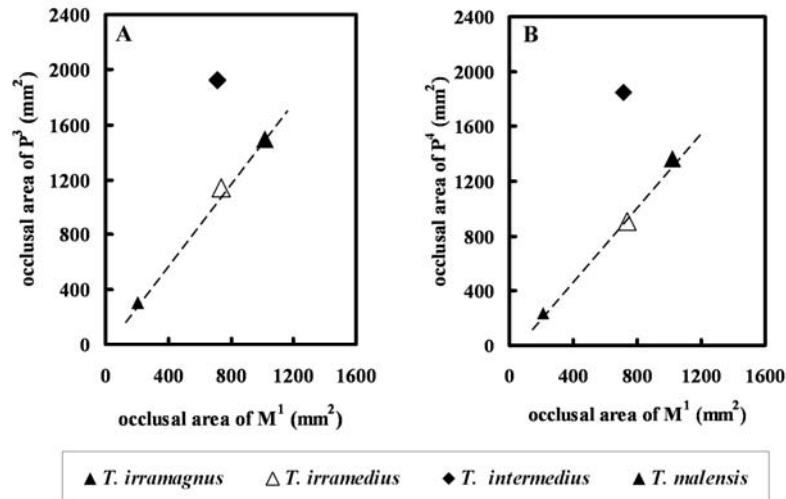 A
2400
2000
1600
1200
800
400
0
occlusal area of P³ (mm²)
0 400 800 1200 1600
occlusal area of M¹ (mm²)
B
2400
2000
1600
1200
800
400
0
occlusal area of P⁴ (mm²)
0 400 800 1200 1600
occlusal area of M¹ (mm²)
T. irramagnus T. irramedius T. intermedius T. malensis